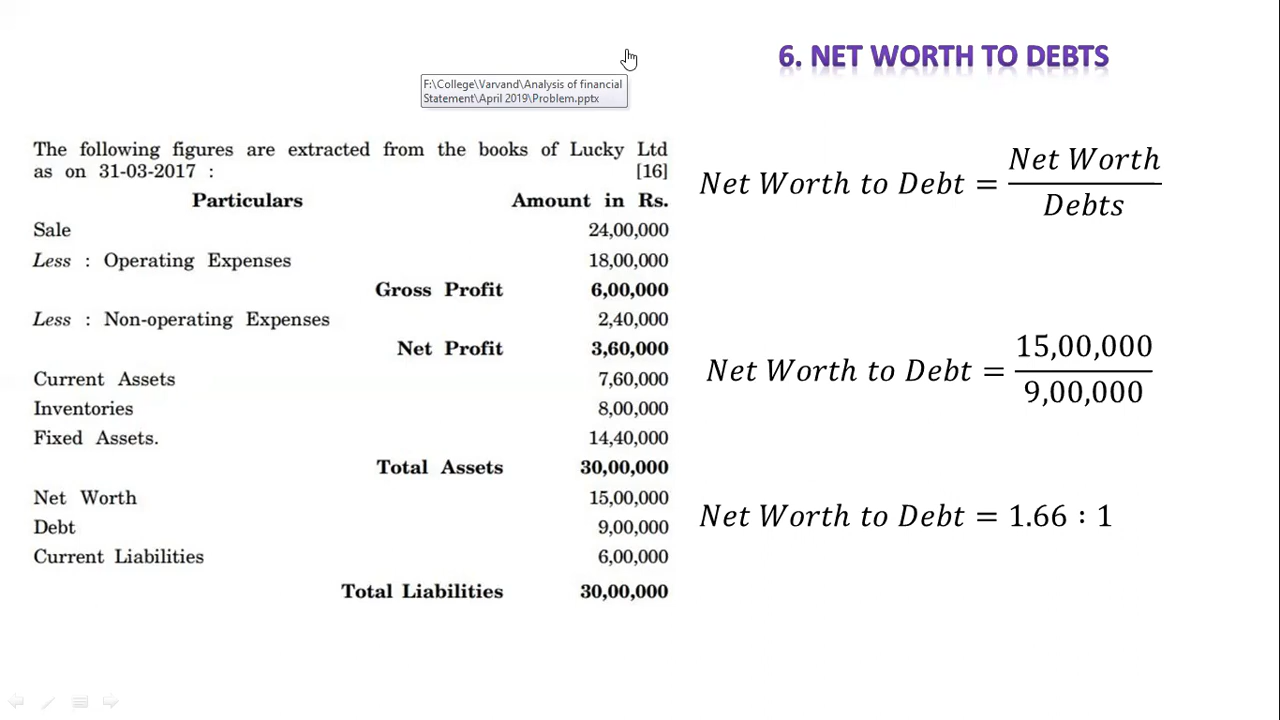 6. NET WORTH TO DEBTS
F:\College\Varvand\Analysis of financial
Statement\April 2019\Problem.pptx
The following figures are extracted from the books of Lucky Ltd
as on 31-03-2017 : [16]
Particulars Amount in Rs.
Sale 24,00,000
Less : Operating Expenses 18,00,000
Gross Profit 6,00,000
Less : Non-operating Expenses 2,40,000
Net Profit 3,60,000
Current Assets 7,60,000
Inventories 8,00,000
Fixed Assets. 14,40,000
Total Assets 30,00,000
Net Worth 15,00,000
Debt 9,00,000
Current Liabilities 6,00,000
Total Liabilities 30,00,000
Net Worth to Debt = Net Worth / Debts
Net Worth to Debt = 15,00,000 / 9,00,000
Net Worth to Debt = 1.66 : 1